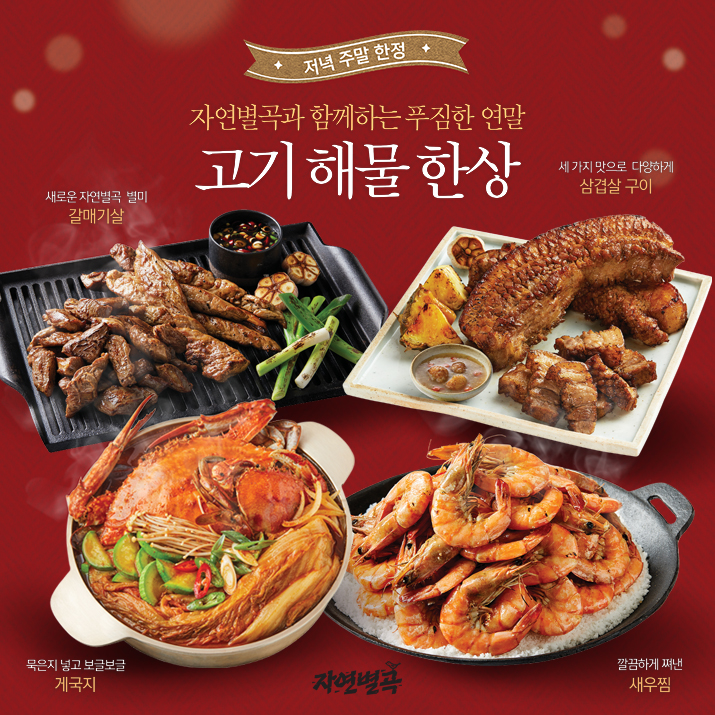 저녁 주말 한정
자연별곡과 함께하는 푸짐한 연말
고기 해물 한상
세 가지 맛으로 다양하게
삼겹살 구이
새로운 자연별곡 별미
갈매기살
묵은지 넣고 보글보글
게국지
깔끔하게 쪄낸
새우찜
자연별곡